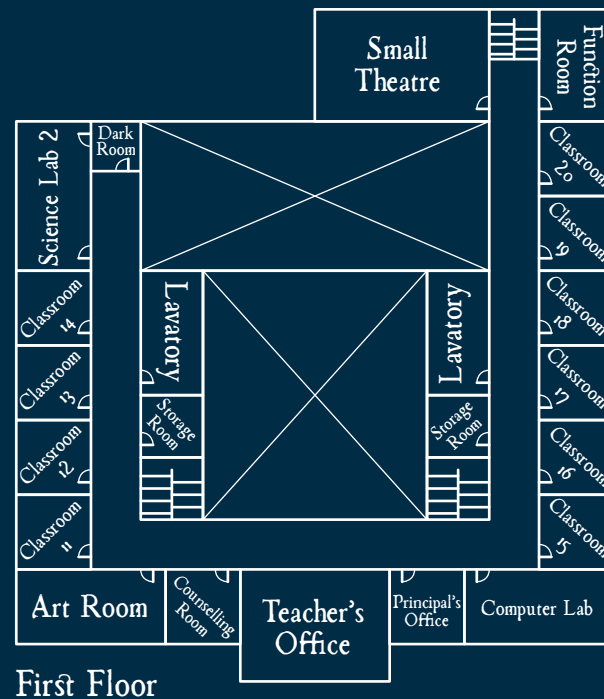 Small
Theatre
Function
Room
Dark
Room
Science Lab 2
Classroom
20
Classroom
19
Classroom
14
Lavatory
Lavatory
Classroom
18
Classroom
13
Classroom
17
Storage
Room
Storage
Room
Classroom
12
Classroom
16
Classroom
11
Classroom
15
Art Room
Counselling
Room
Teacher's
Office
Principal's
Office
Computer Lab
First Floor